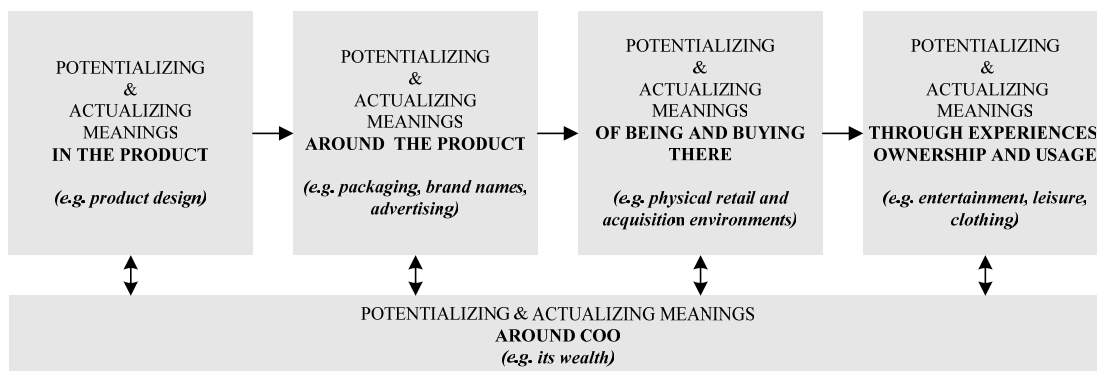 POTENTIALIZING
&
ACTUALIZING
MEANINGS
IN THE PRODUCT
(e.g. product design)
POTENTIALIZING
&
ACTUALIZING
MEANINGS
AROUND THE PRODUCT
(e.g. packaging, brand names,
advertising)
POTENTIALIZING
&
ACTUALIZING
MEANINGS
OF BEING AND BUYING
THERE
(e.g. physical retail and
acquisition environments)
POTENTIALIZING
&
ACTUALIZING
MEANINGS
THROUGH EXPERIENCES
OWNERSHIP AND USAGE
(e.g. entertainment, leisure,
clothing)
POTENTIALIZING & ACTUALIZING MEANINGS
AROUND COO
(e.g. its wealth)